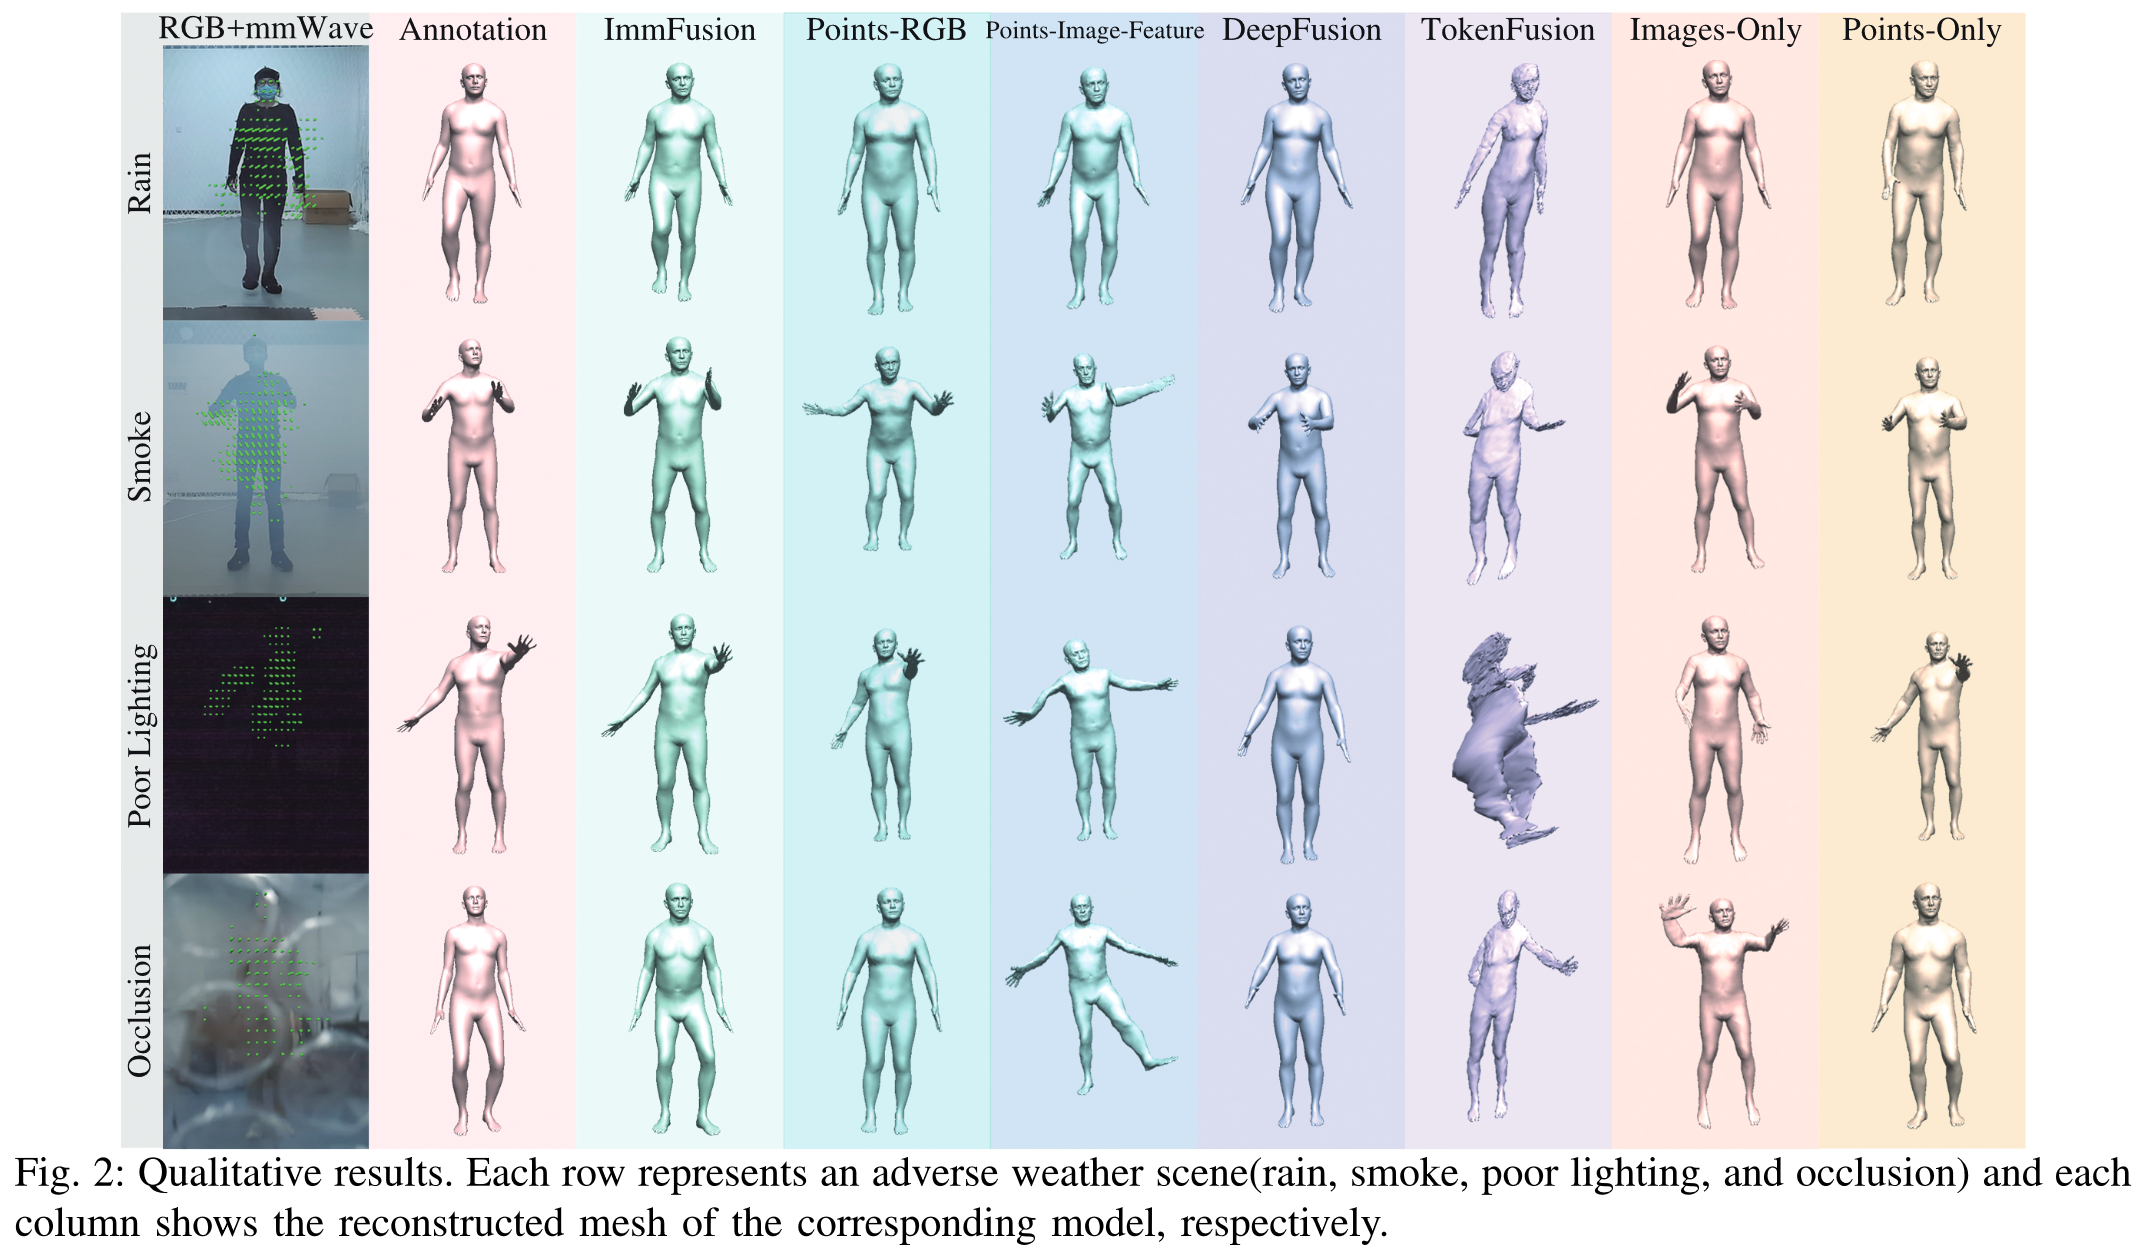 RGB+mmWave Annotation ImmFusion Points-RGB Points-Image-Feature DeepFusion TokenFusion Images-Only Points-Only
Rain
Smoke
Poor Lighting
Occlusion
Fig. 2: Qualitative results. Each row represents an adverse weather scene(rain, smoke, poor lighting, and occlusion) and each
column shows the reconstructed mesh of the corresponding model, respectively.